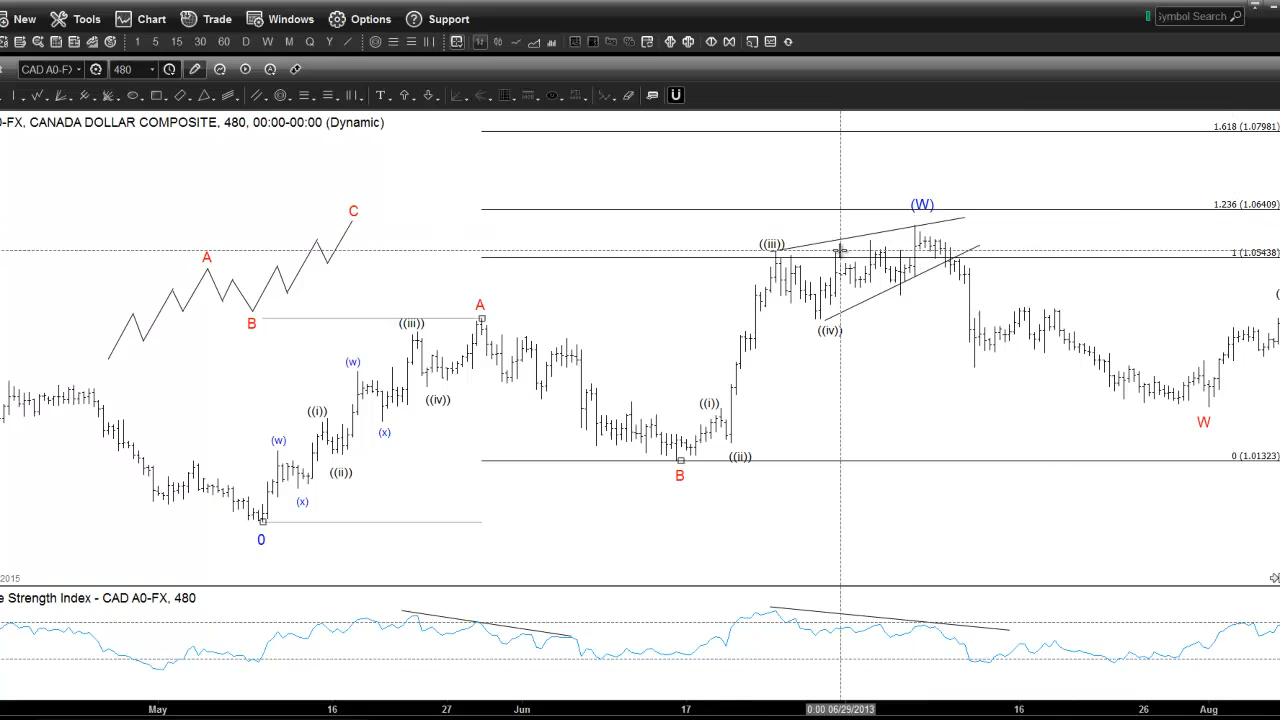 New Tools Chart Trade Windows Options Support Symbol Search
1 5 15 30 60 D W M Q Y
CAD A0-FX 480
T Ü
0-FX, CANADA DOLLAR COMPOSITE, 480, 00:00-00:00 (Dynamic)
1.618 (1.07981)
C
(W)
1.236 (1.06409)
A
((iii))
1 (1.05438)
A
B
((iii))
((iv))
(w)
((iv))
((i))
((i))
W
(x)
(w)
((ii))
0 (1.01323)
((ii))
B
(x)
0
2015
e Strength Index - CAD A0-FX, 480
May 16 27 Jun 17 0:00 06/29/2013 16 26 Aug